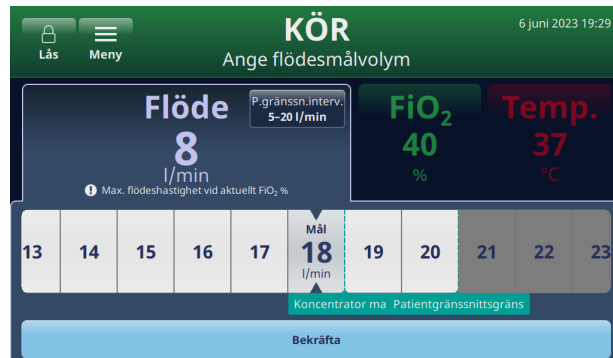 KÖR
6 juni 2023 19:29
Lås
Meny
Ange flödesmålvolym
Flöde
P.gränssn.interv.
5–20 l/min
8
l/min
Max. flödeshastighet vid aktuellt FiO₂ %
FiO₂
40
%
Temp.
37
°C
13 14 15 16 17 Mål 18 l/min 19 20 21 22 23
Koncentrator ma Patientgränssnittsgräns
Bekräfta